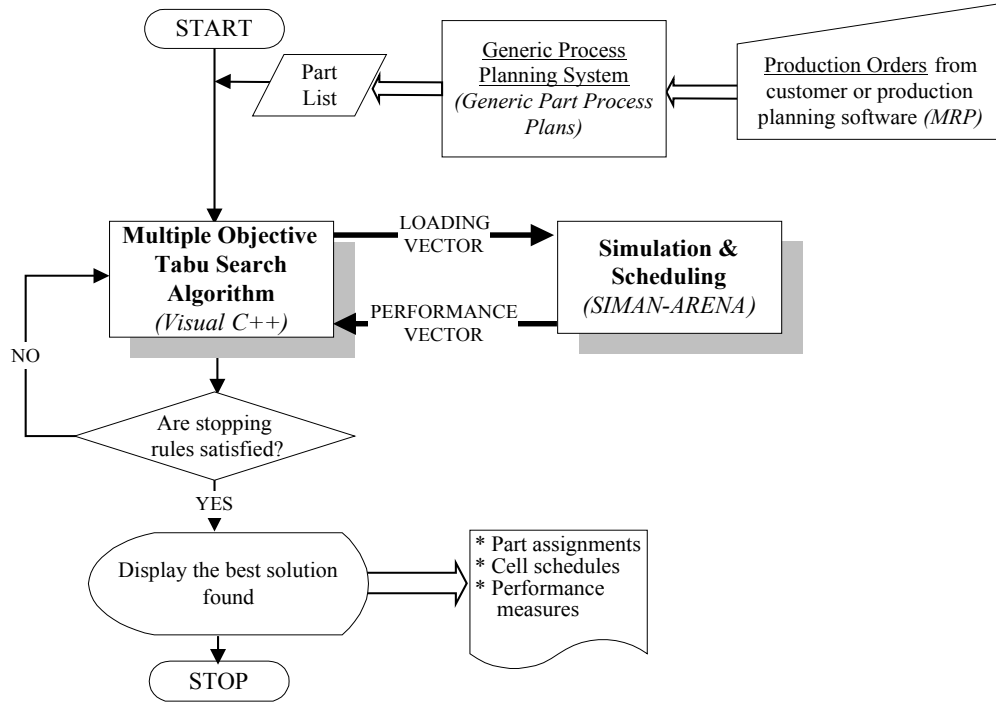 START
Part
List
Generic Process
Planning System
(Generic Part Process
Plans)
Production Orders from
customer or production
planning software (MRP)
Multiple Objective
Tabu Search
Algorithm
(Visual C++)
LOADING
VECTOR
PERFORMANCE
VECTOR
Simulation &
Scheduling
(SIMAN-ARENA)
NO
Are stopping
rules satisfied?
YES
Display the best solution
found
* Part assignments
* Cell schedules
* Performance
measures
STOP